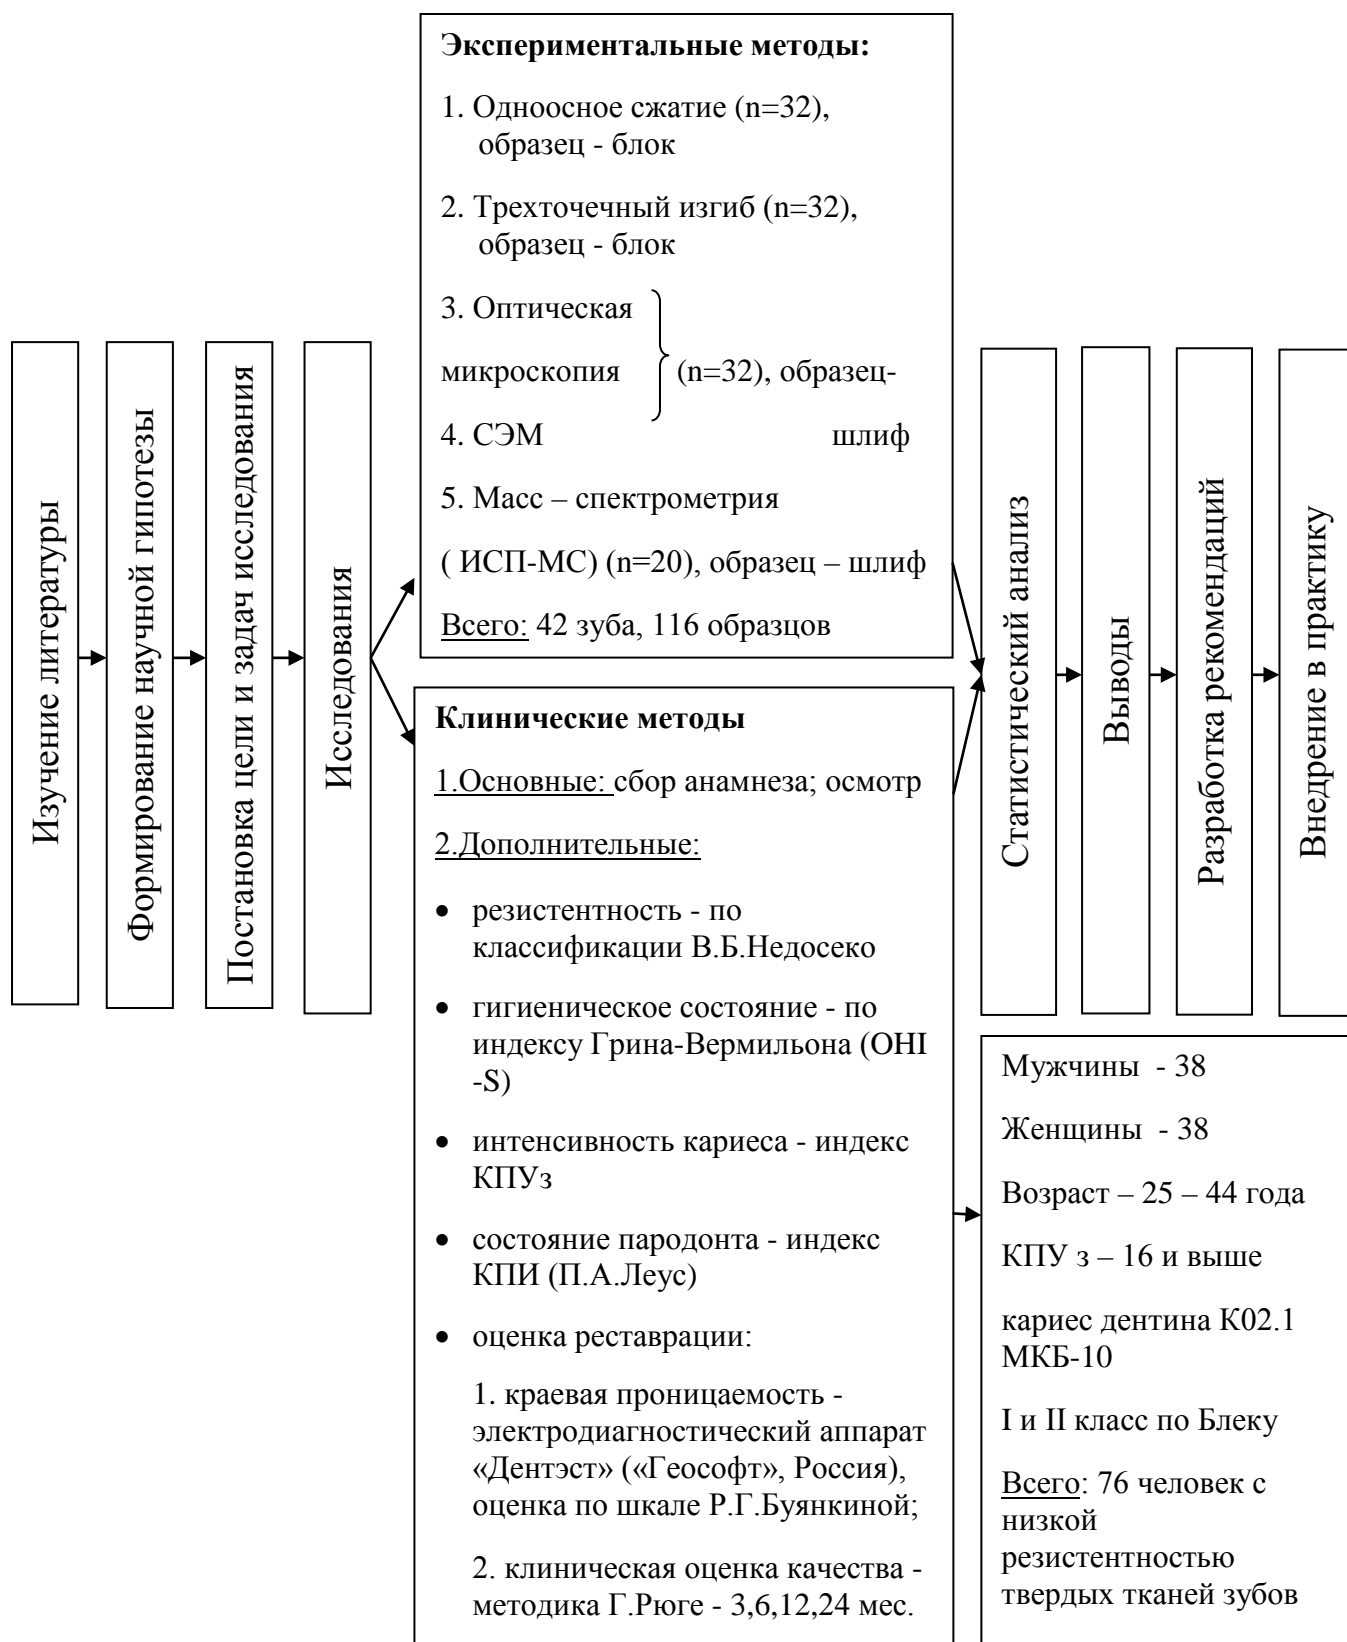 Изучение литературы
Формирование научной гипотезы
Постановка цели и задач исследования
Исследования
Экспериментальные методы:
1. Одноосное сжатие (n=32),
образец - блок
2. Трехточечный изгиб (n=32),
образец - блок
3. Оптическая
микроскопия (n=32), образец-
4. СЭМ шлиф
5. Масс – спектрометрия
( ИСП-МС) (n=20), образец – шлиф
Всего: 42 зуба, 116 образцов
Клинические методы
1.Основные: сбор анамнеза; осмотр
2.Дополнительные:
• резистентность - по
классификации В.Б.Недосеко
• гигиеническое состояние - по
индексу Грина-Вермильона (OHI
-S)
• интенсивность кариеса - индекс
КПУз
• состояние пародонта - индекс
КПИ (П.А.Леус)
• оценка реставрации:
1. краевая проницаемость -
электродиагностический аппарат
«Дентэст» («Геософт», Россия),
оценка по шкале Р.Г.Буянкиной;
2. клиническая оценка качества -
методика Г.Рюге - 3,6,12,24 мес.
Статистический анализ
Выводы
Разработка рекомендаций
Внедрение в практику
Мужчины - 38
Женщины - 38
Возраст – 25 – 44 года
КПУ з – 16 и выше
кариес дентина К02.1
МКБ-10
I и II класс по Блеку
Всего: 76 человек с
низкой
резистентностью
твердых тканей зубов